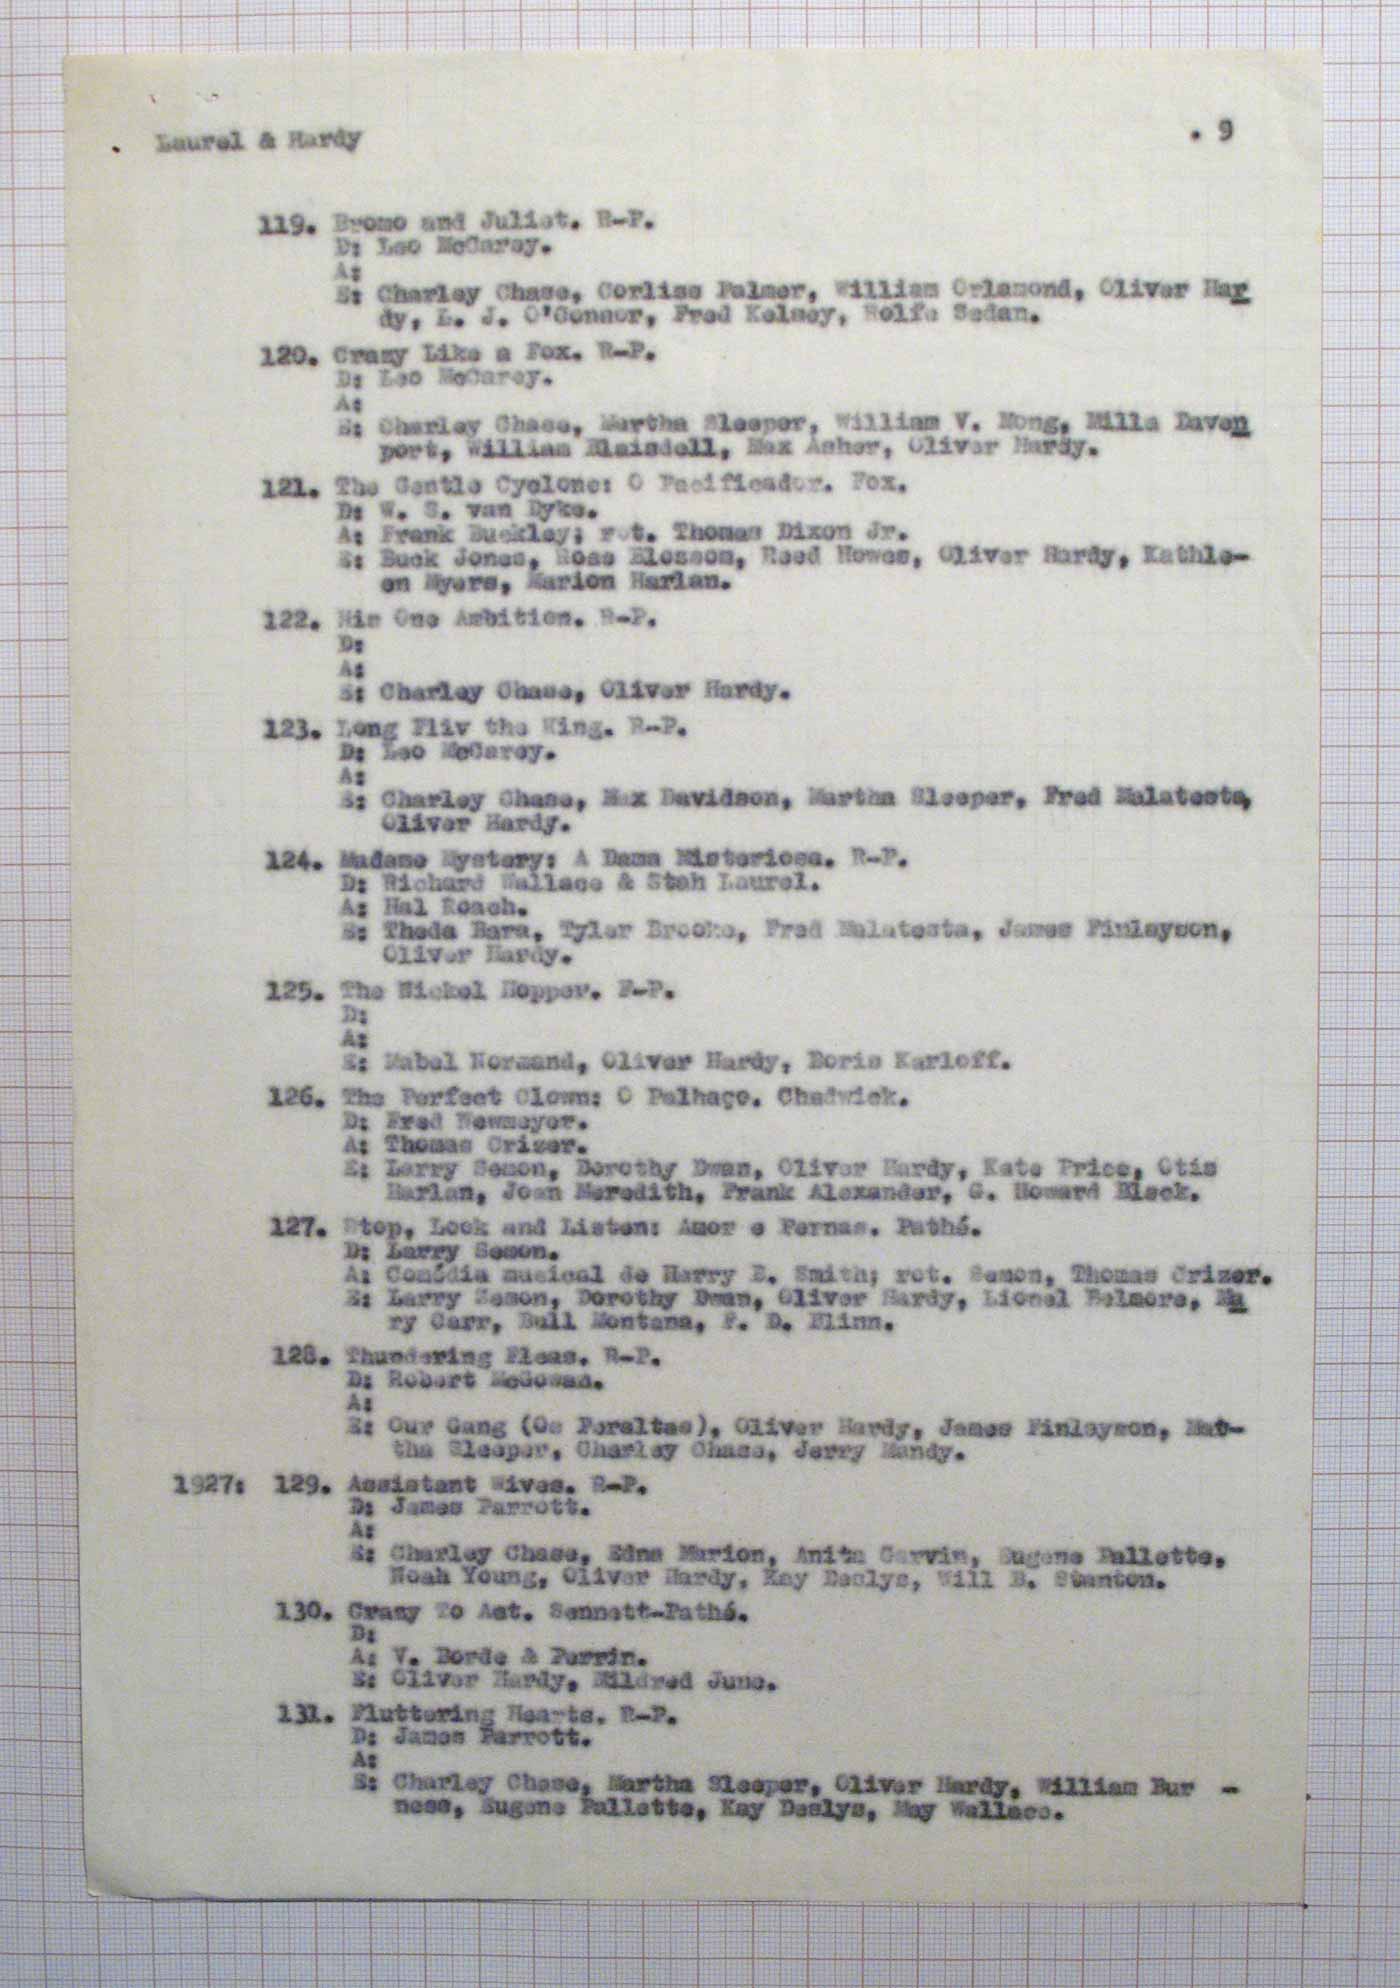 Laurel & Hardy . 9
119. Bromo and Juliet. R-P.
D: Leo McCarey.
A:
E: Charley Chase, Corliss Palmer, William Orlamond, Oliver Har
dy, L. J. O'Connor, Fred Kelsey, Rolfe Sedan.
120. Crazy Like a Fox. R-P.
D: Leo McCarey.
A:
E: Charley Chase, Martha Sleeper, William V. Mong, Milla Daven
port, William Blaisdell, Max Asher, Oliver Hardy.
121. The Gentle Cyclone: O Pacificador. Fox.
D: W. S. van Dyke.
A: Frank Buckley; rot. Thomas Dixon Jr.
E: Buck Jones, Rose Blossom, Reed Howes, Oliver Hardy, Kathle-
en Myers, Marion Harlan.
122. His One Ambition. R-P.
D:
A:
E: Charley Chase, Oliver Hardy.
123. Long Fliv the King. R-P.
D: Leo McCarey.
A:
E: Charley Chase, Max Davidson, Martha Sleeper, Fred Malatesta,
Oliver Hardy.
124. Madame Mystery: A Dama Misteriosa. R-P.
D: Richard Wallace & Stah Laurel.
A: Hal Roach.
E: Theda Bara, Tyler Brooke, Fred Malatesta, James Finlayson,
Oliver Hardy.
125. The Nickel Hopper. F-P.
D:
A:
E: Mabel Normand, Oliver Hardy, Boris Karloff.
126. The Perfect Clown: O Palhaço. Chadwick.
D: Fred Newmeyer.
A: Thomas Crizer.
E: Larry Semon, Dorothy Dwan, Oliver Hardy, Kate Price, Otis
Harlan, Joan Meredith, Frank Alexander, G. Howard Black.
127. Stop, Look and Listen: Amor e Pernas. Pathé.
D: Larry Semon.
A: Comédia musical de Harry B. Smith; rot. Semon, Thomas Crizer.
E: Larry Semon, Dorothy Dwan, Oliver Hardy, Lionel Belmore, Ma
ry Carr, Bull Montana, F. D. Flinn.
128. Thundering Fleas. R-P.
D: Robert McGowan.
A:
E: Our Gang (Os Peraltas), Oliver Hardy, James Finlayson, Mar-
tha Sleeper, Charley Chase, Jerry Mandy.
1927: 129. Assistant Wives. R-P.
D: James Parrott.
A:
E: Charley Chase, Edna Marion, Anita Garvin, Eugene Pallette,
Noah Young, Oliver Hardy, Kay Deslys, Will B. Stanton.
130. Crazy To Act. Sennett-Pathé.
D:
A: V. Borde & Perrin.
E: Oliver Hardy, Mildred June.
131. Fluttering Hearts. R-P.
D: James Parrott.
A:
E: Charley Chase, Martha Sleeper, Oliver Hardy, William Bur -
ness, Eugene Pallette, Kay Deslys, May Wallace.